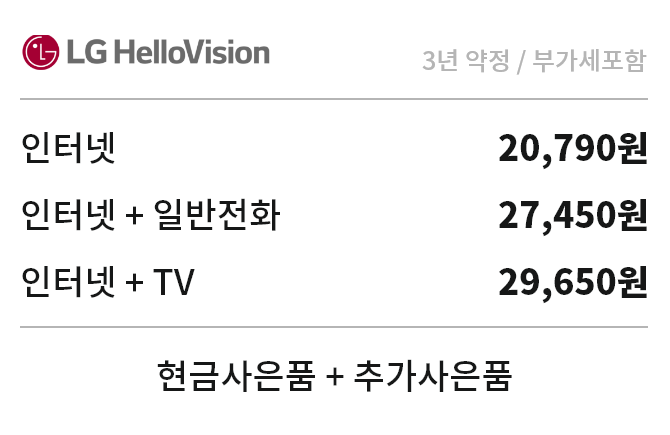 LG HelloVision
3년 약정 / 부가세포함
인터넷 20,790원
인터넷 + 일반전화 27,450원
인터넷 + TV 29,650원
현금사은품 + 추가사은품